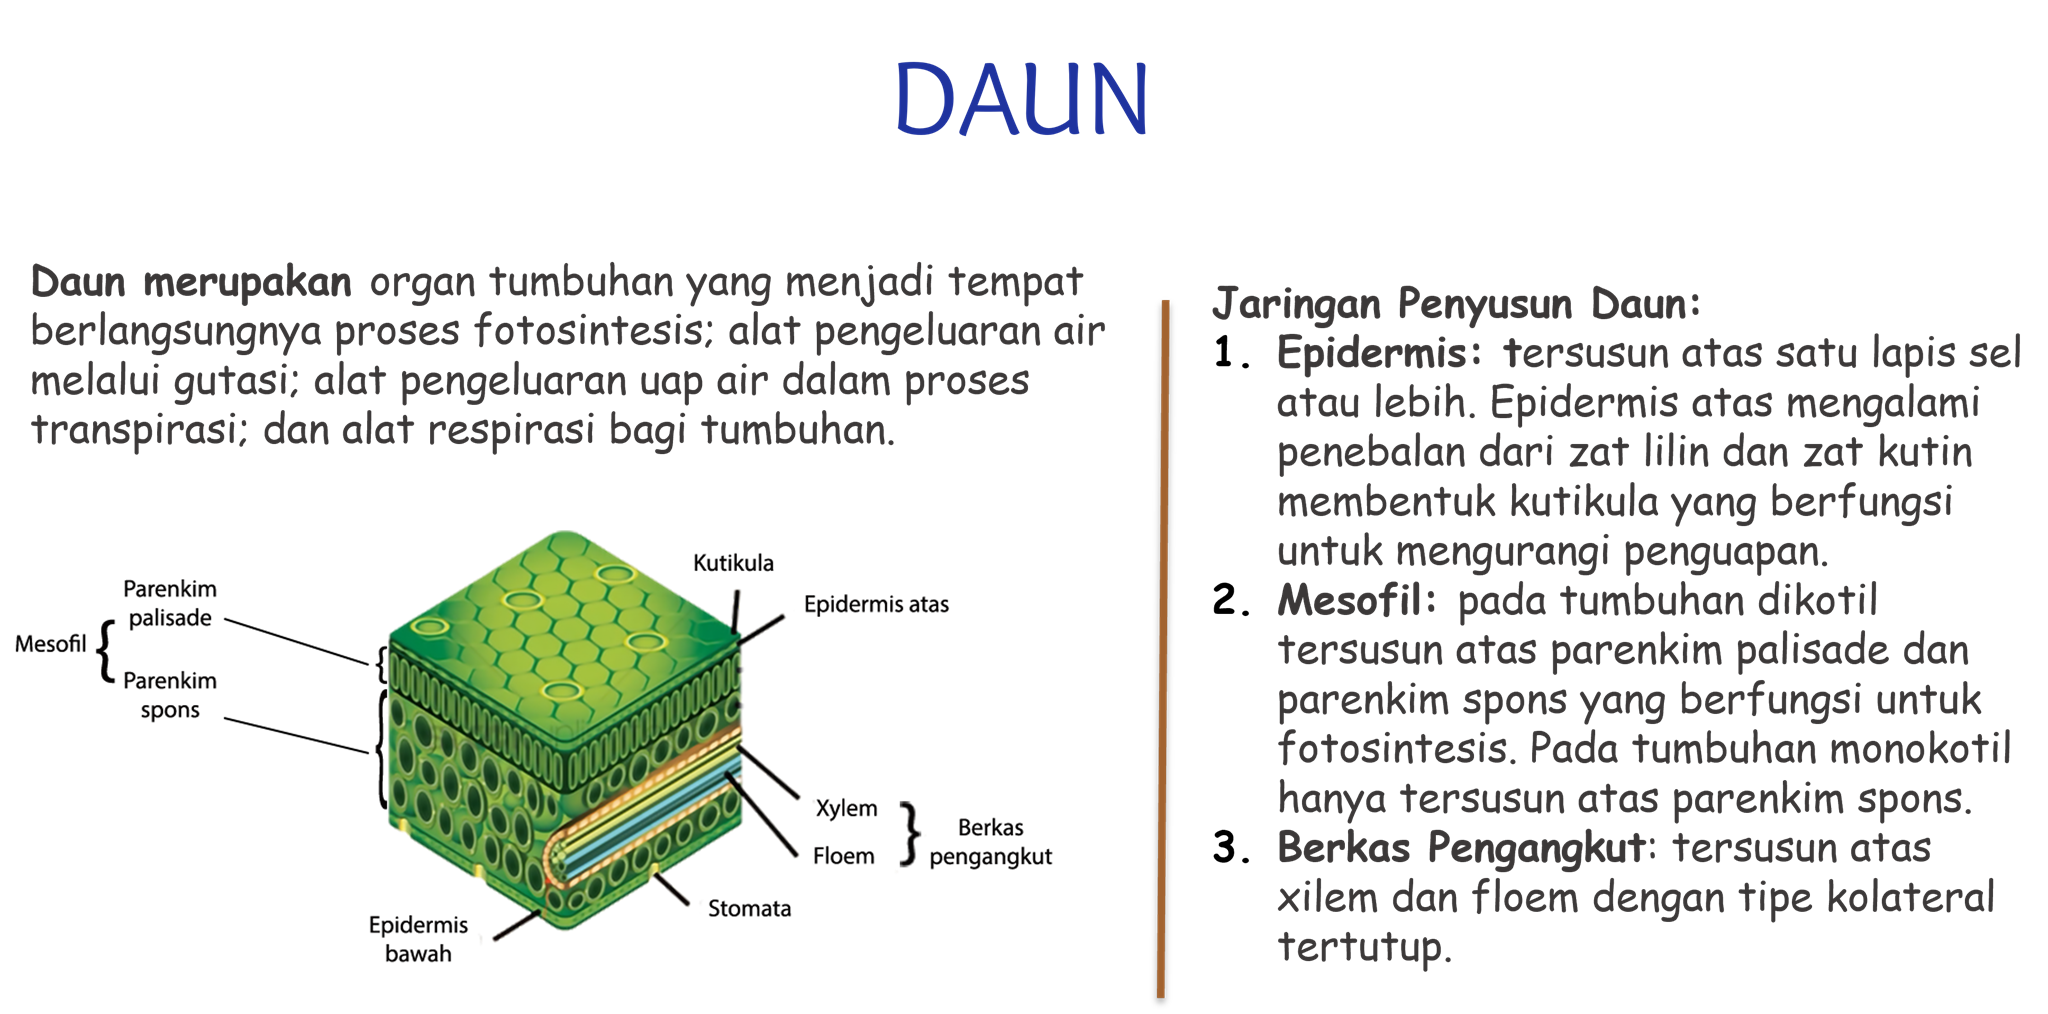 DAUN
Daun merupakan organ tumbuhan yang menjadi tempat
berlangsungnya proses fotosintesis; alat pengeluaran air
melalui gutasi; alat pengeluaran uap air dalam proses
transpirasi; dan alat respirasi bagi tumbuhan.
Kutikula
Epidermis atas
Parenkim
palisade
Mesofil
Parenkim
spons
Xylem
Floem
Berkas
pengangkut
Stomata
Epidermis
bawah
Jaringan Penyusun Daun:
1. Epidermis: tersusun atas satu lapis sel
atau lebih. Epidermis atas mengalami
penebalan dari zat lilin dan zat kutin
membentuk kutikula yang berfungsi
untuk mengurangi penguapan.
2. Mesofil: pada tumbuhan dikotil
tersusun atas parenkim palisade dan
parenkim spons yang berfungsi untuk
fotosintesis. Pada tumbuhan monokotil
hanya tersusun atas parenkim spons.
3. Berkas Pengangkut: tersusun atas
xilem dan floem dengan tipe kolateral
tertutup.